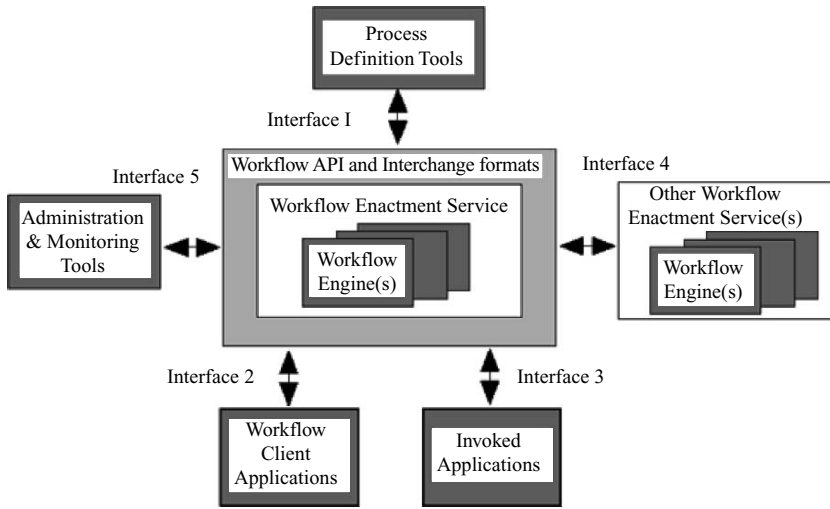 Process
Definition Tools
Interface I
Workflow API and Interchange formats
Interface 5
Interface 4
Workflow Enactment Service
Workflow
Engine(s)
Administration
& Monitoring
Tools
Other Workflow
Enactment Service(s)
Workflow
Engine(s)
Interface 2
Interface 3
Workflow
Client
Applications
Invoked
Applications